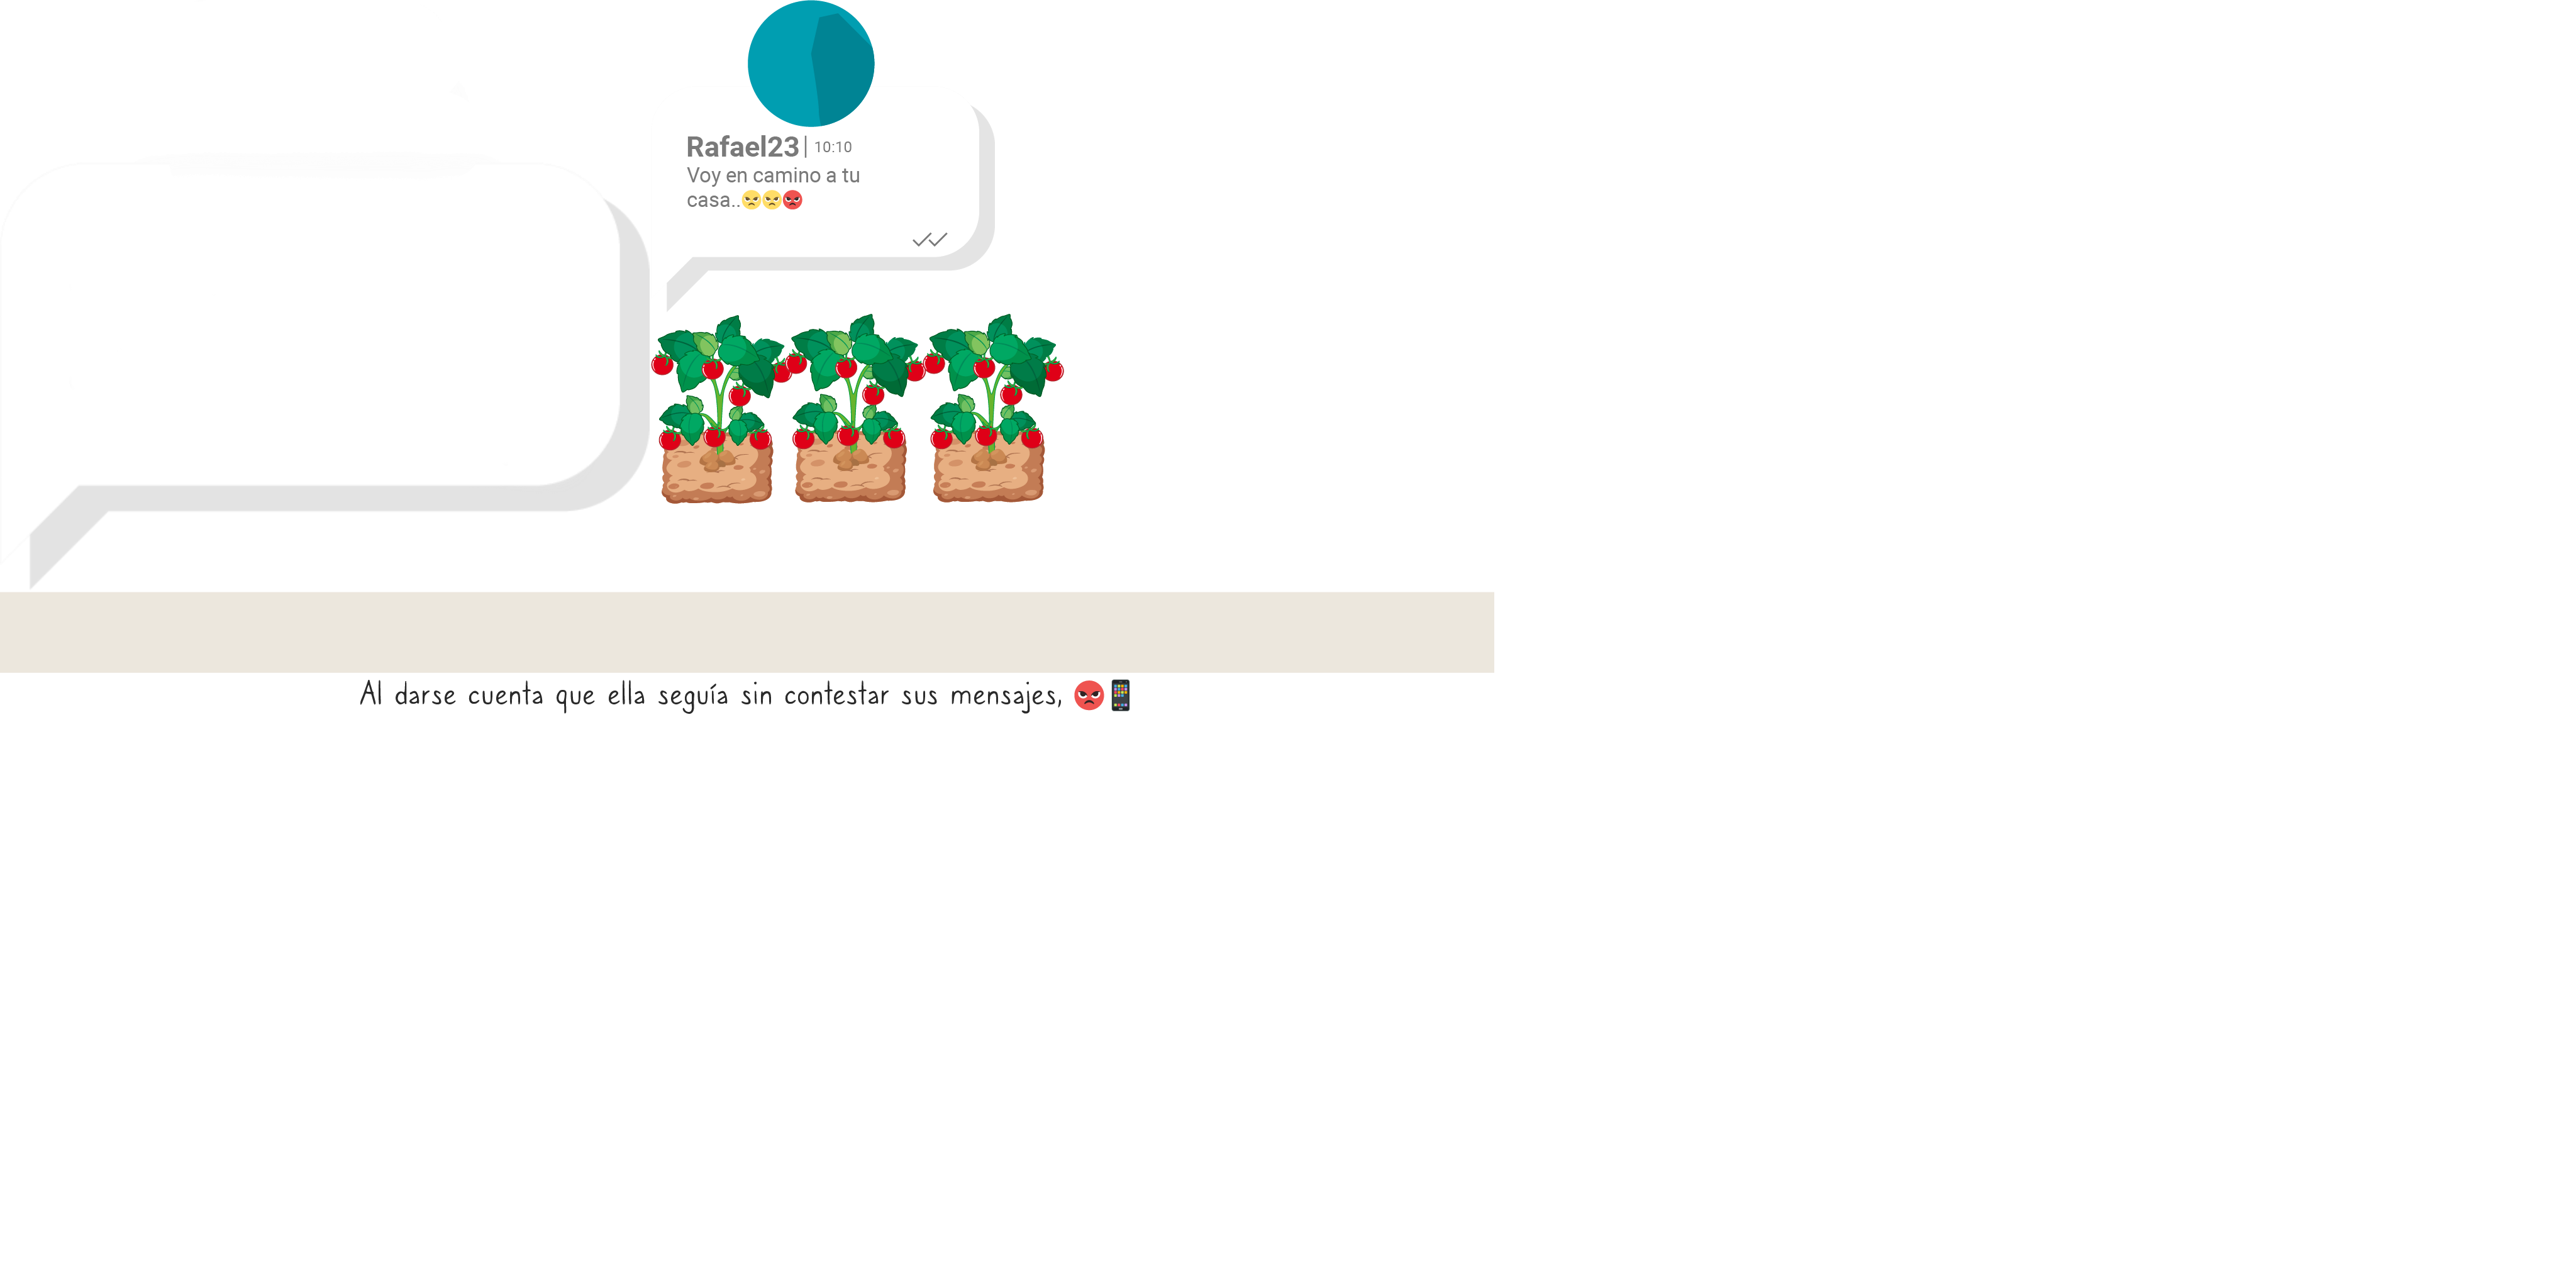 Rafael23 | 10:10
Voy en camino a tu
casa..😠😠😡
Al darse cuenta que ella seguía sin contestar sus mensajes, 😡📱